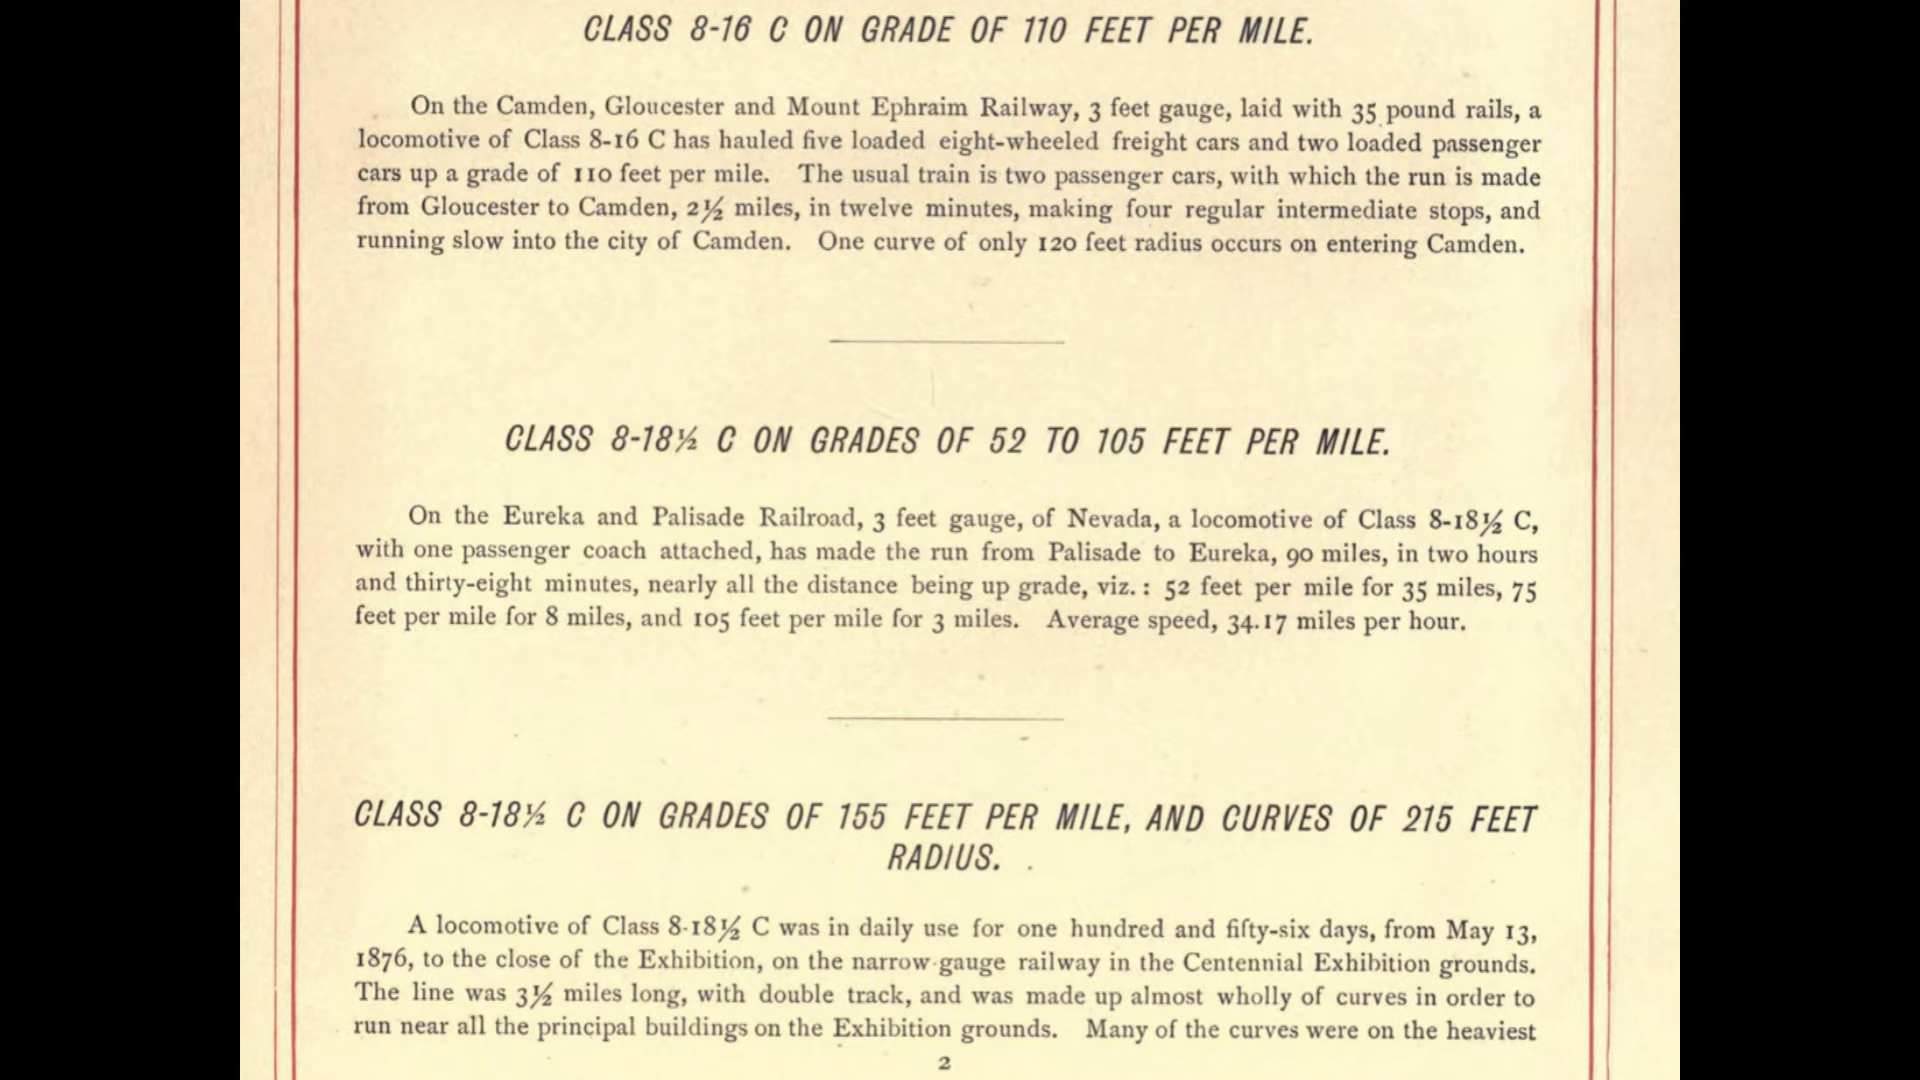 CLASS 8-16 C ON GRADE OF 110 FEET PER MILE.
On the Camden, Gloucester and Mount Ephraim Railway, 3 feet gauge, laid with 35 pound rails, a
locomotive of Class 8-16 C has hauled five loaded eight-wheeled freight cars and two loaded passenger
cars up a grade of 110 feet per mile. The usual train is two passenger cars, with which the run is made
from Gloucester to Camden, 2½ miles, in twelve minutes, making four regular intermediate stops, and
running slow into the city of Camden. One curve of only 120 feet radius occurs on entering Camden.
CLASS 8-18½ C ON GRADES OF 52 TO 105 FEET PER MILE.
On the Eureka and Palisade Railroad, 3 feet gauge, of Nevada, a locomotive of Class 8-18½ C,
with one passenger coach attached, has made the run from Palisade to Eureka, 90 miles, in two hours
and thirty-eight minutes, nearly all the distance being up grade, viz.: 52 feet per mile for 35 miles, 75
feet per mile for 8 miles, and 105 feet per mile for 3 miles. Average speed, 34.17 miles per hour.
CLASS 8-18½ C ON GRADES OF 155 FEET PER MILE, AND CURVES OF 215 FEET
RADIUS.
A locomotive of Class 8-18½ C was in daily use for one hundred and fifty-six days, from May 13,
1876, to the close of the Exhibition, on the narrow-gauge railway in the Centennial Exhibition grounds.
The line was 3½ miles long, with double track, and was made up almost wholly of curves in order to
run near all the principal buildings on the Exhibition grounds. Many of the curves were on the heaviest
2